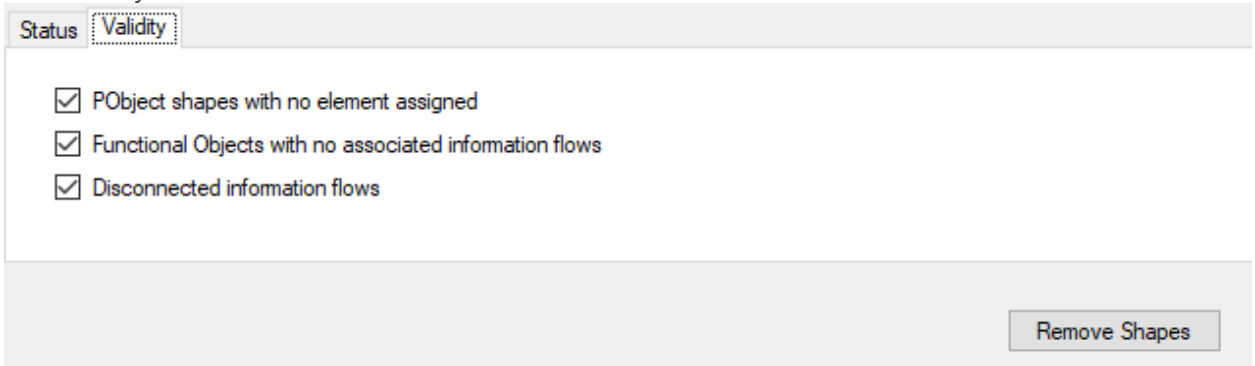 Status Validity
PObject shapes with no element assigned
Functional Objects with no associated information flows
Disconnected information flows
Remove Shapes